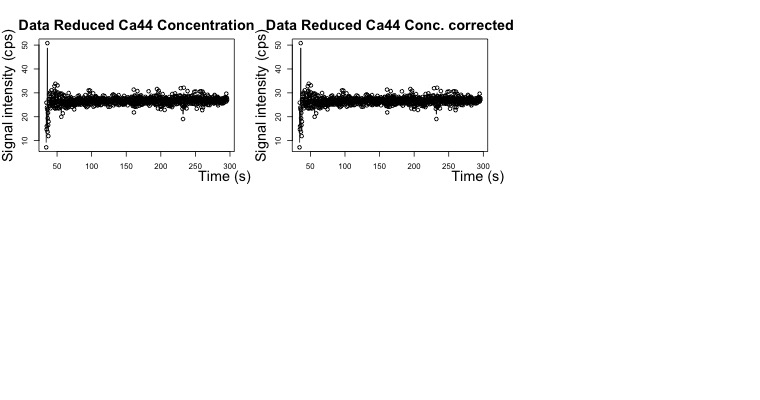 Data Reduced Ca44 Concentration
Signal intensity (cps)
50
40
30
20
10
50 100 150 200 250 300
Time (s)
Data Reduced Ca44 Conc. corrected
Signal intensity (cps)
50
40
30
20
10
50 100 150 200 250 300
Time (s)